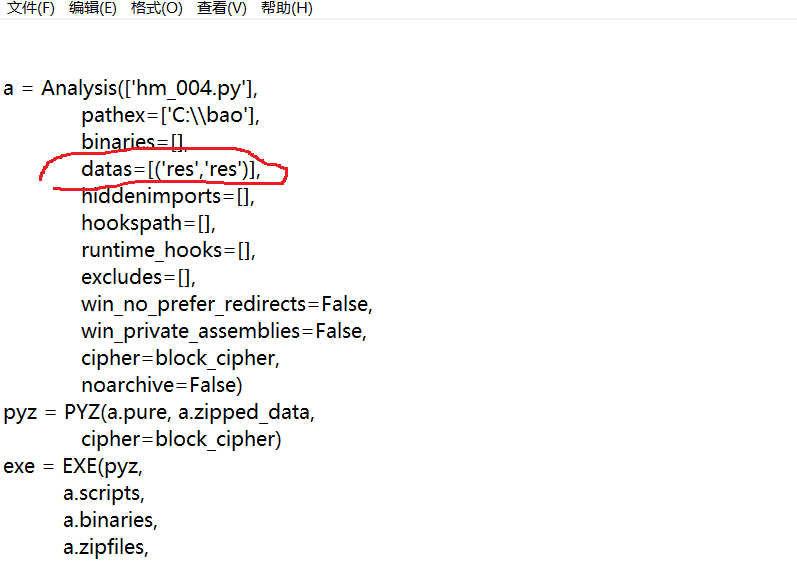 文件(F) 编辑(E) 格式(O) 查看(V) 帮助(H)
a = Analysis(['hm_004.py'],
pathex=['C:\\bao'],
binaries=[],
datas=[('res','res')],
hiddenimports=[],
hookspath=[],
runtime_hooks=[],
excludes=[],
win_no_prefer_redirects=False,
win_private_assemblies=False,
cipher=block_cipher,
noarchive=False)
pyz = PYZ(a.pure, a.zipped_data,
cipher=block_cipher)
exe = EXE(pyz,
a.scripts,
a.binaries,
a.zipfiles,